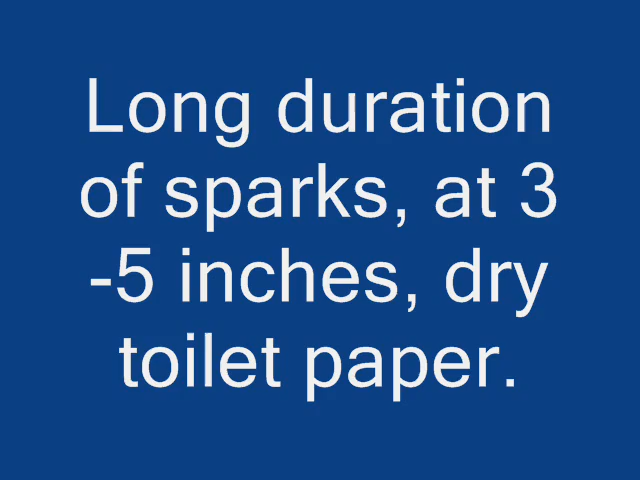 Long duration
of sparks, at 3
-5 inches, dry
toilet paper.